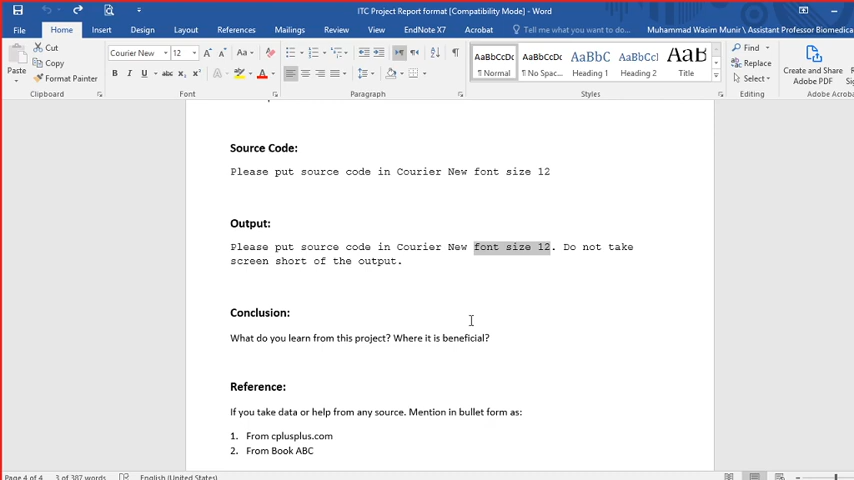 ITC Project Report format [Compatibility Mode] - Word
File Home Insert Design Layout References Mailings Review View EndNote X7 Acrobat Tell me what you want to do... Muhammad Wasim Munir \ Assistant Professor Biomedica
Paste
Cut
Copy
Format Painter
Clipboard
Courier New 12
Font
Paragraph
AaBbCcDc AaBbCcDc AaBbC AaBbCcl AaB
¶ Normal ¶ No Spac... Heading 1 Heading 2 Title
Styles
Find
Replace
Select
Editing
Create and Share
Adobe PDF
Adobe Acroba
Source Code:
Please put source code in Courier New font size 12
Output:
Please put source code in Courier New font size 12. Do not take
screen short of the output.
Conclusion:
What do you learn from this project? Where it is beneficial?
Reference:
If you take data or help from any source. Mention in bullet form as:
1. From cplusplus.com
2. From Book ABC
Page 4 of 4 3 of 387 words English (United States)